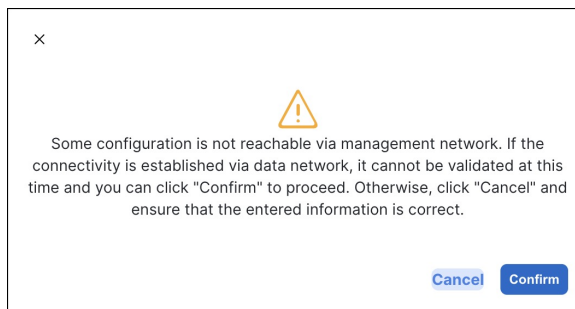 Some configuration is not reachable via management network. If the
connectivity is established via data network, it cannot be validated at this
time and you can click "Confirm" to proceed. Otherwise, click "Cancel" and
ensure that the entered information is correct.
Cancel Confirm